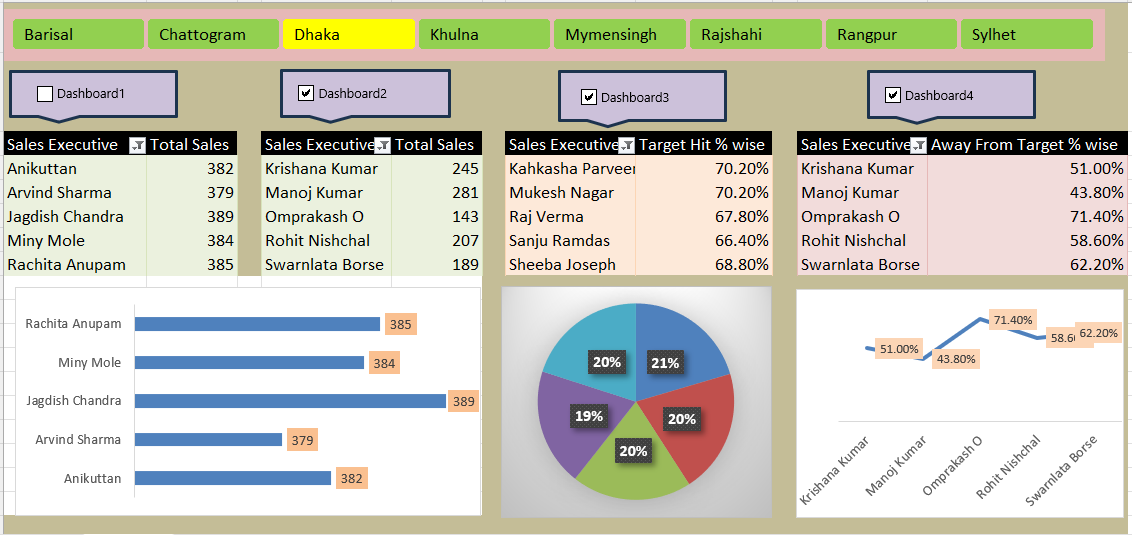 Barisal Chattogram Dhaka Khulna Mymensingh Rajshahi Rangpur Sylhet
Dashboard1 Dashboard2 Dashboard3 Dashboard4
Sales Executive Total Sales
Anikuttan 382
Arvind Sharma 379
Jagdish Chandra 389
Miny Mole 384
Rachita Anupam 385
Sales Executive Total Sales
Krishana Kumar 245
Manoj Kumar 281
Omprakash O 143
Rohit Nishchal 207
Swarnlata Borse 189
Sales Executive Target Hit % wise
Kahkasha Parveen 70.20%
Mukesh Nagar 70.20%
Raj Verma 67.80%
Sanju Ramdas 66.40%
Sheeba Joseph 68.80%
Sales Executive Away From Target % wise
Krishana Kumar 51.00%
Manoj Kumar 43.80%
Omprakash O 71.40%
Rohit Nishchal 58.60%
Swarnlata Borse 62.20%
Rachita Anupam 385
Miny Mole 384
Jagdish Chandra 389
Arvind Sharma 379
Anikuttan 382
20% 21%
19% 20%
20%
51.00% 43.80% 71.40% 58.60 62.20%
Krishana Kumar
Manoj Kumar
Omprakash O
Rohit Nishchal
Swarnlata Borse